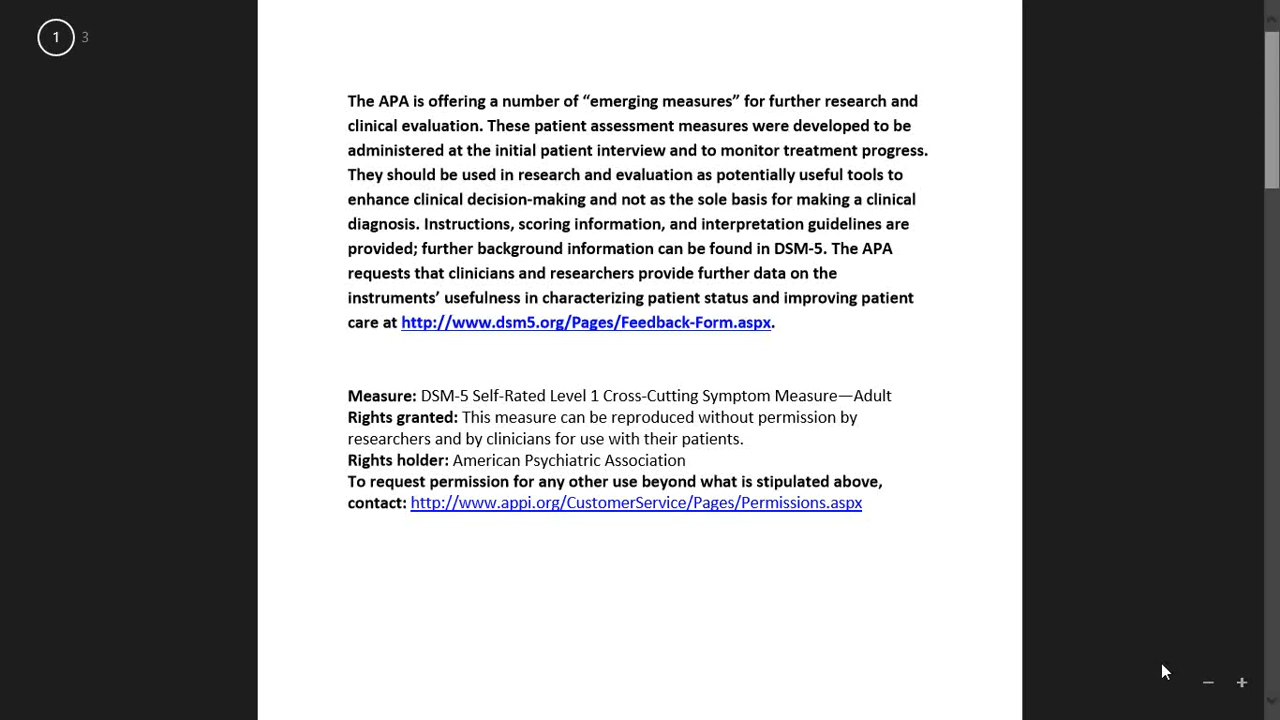 1 3
The APA is offering a number of “emerging measures” for further research and
clinical evaluation. These patient assessment measures were developed to be
administered at the initial patient interview and to monitor treatment progress.
They should be used in research and evaluation as potentially useful tools to
enhance clinical decision-making and not as the sole basis for making a clinical
diagnosis. Instructions, scoring information, and interpretation guidelines are
provided; further background information can be found in DSM-5. The APA
requests that clinicians and researchers provide further data on the
instruments’ usefulness in characterizing patient status and improving patient
care at http://www.dsm5.org/Pages/Feedback-Form.aspx.
Measure: DSM-5 Self-Rated Level 1 Cross-Cutting Symptom Measure—Adult
Rights granted: This measure can be reproduced without permission by
researchers and by clinicians for use with their patients.
Rights holder: American Psychiatric Association
To request permission for any other use beyond what is stipulated above,
contact: http://www.appi.org/CustomerService/Pages/Permissions.aspx